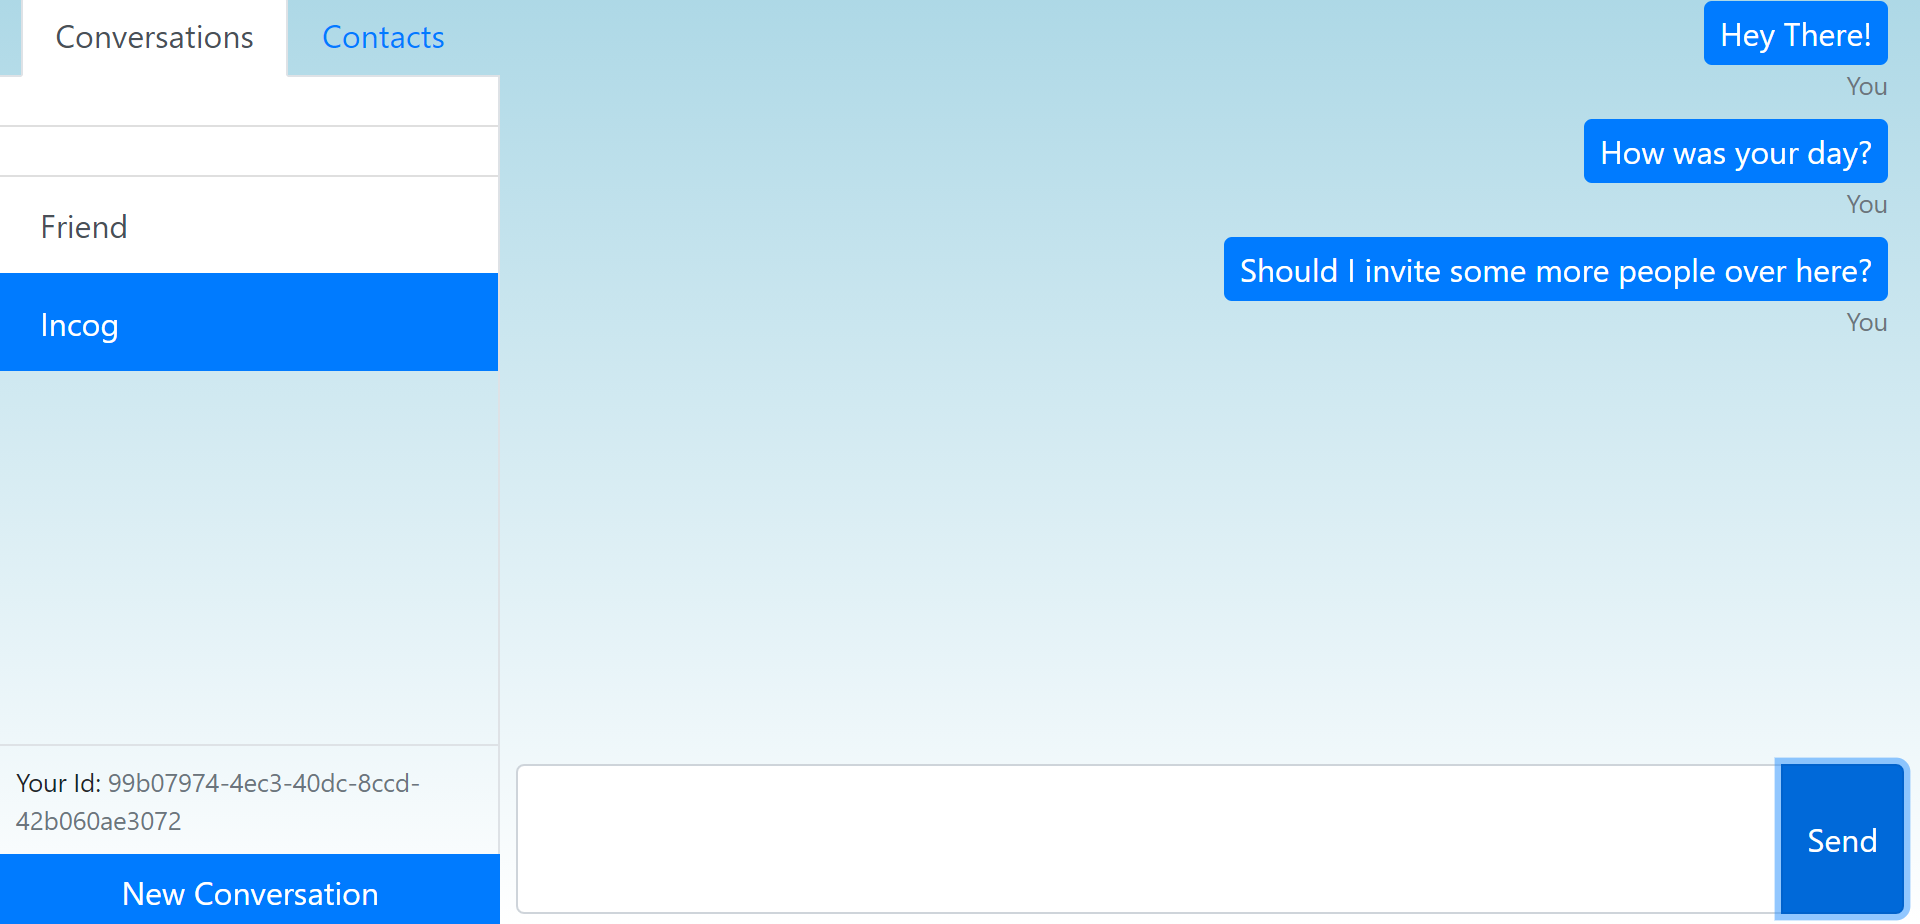 Conversations
Contacts
Friend
Incog
Your Id: 99b07974-4ec3-40dc-8ccd-
42b060ae3072
New Conversation
Hey There!
You
How was your day?
You
Should I invite some more people over here?
You
Send